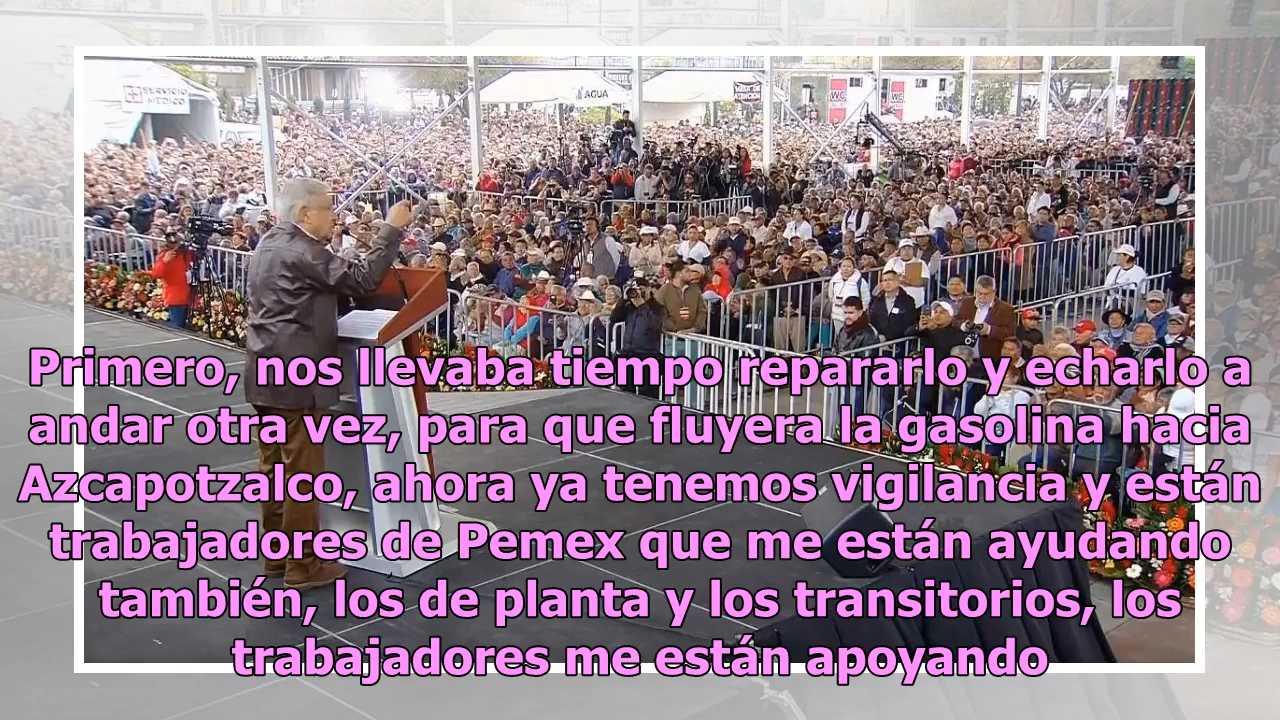 SERVICIO
MÉDICO
AGUA
WC
Primero, nos llevaba tiempo repararlo y echarlo a
andar otra vez, para que fluyera la gasolina hacia
Azcapotzalco, ahora ya tenemos vigilancia y están
trabajadores de Pemex que me están ayudando
también, los de planta y los transitorios, los
trabajadores me están apoyando